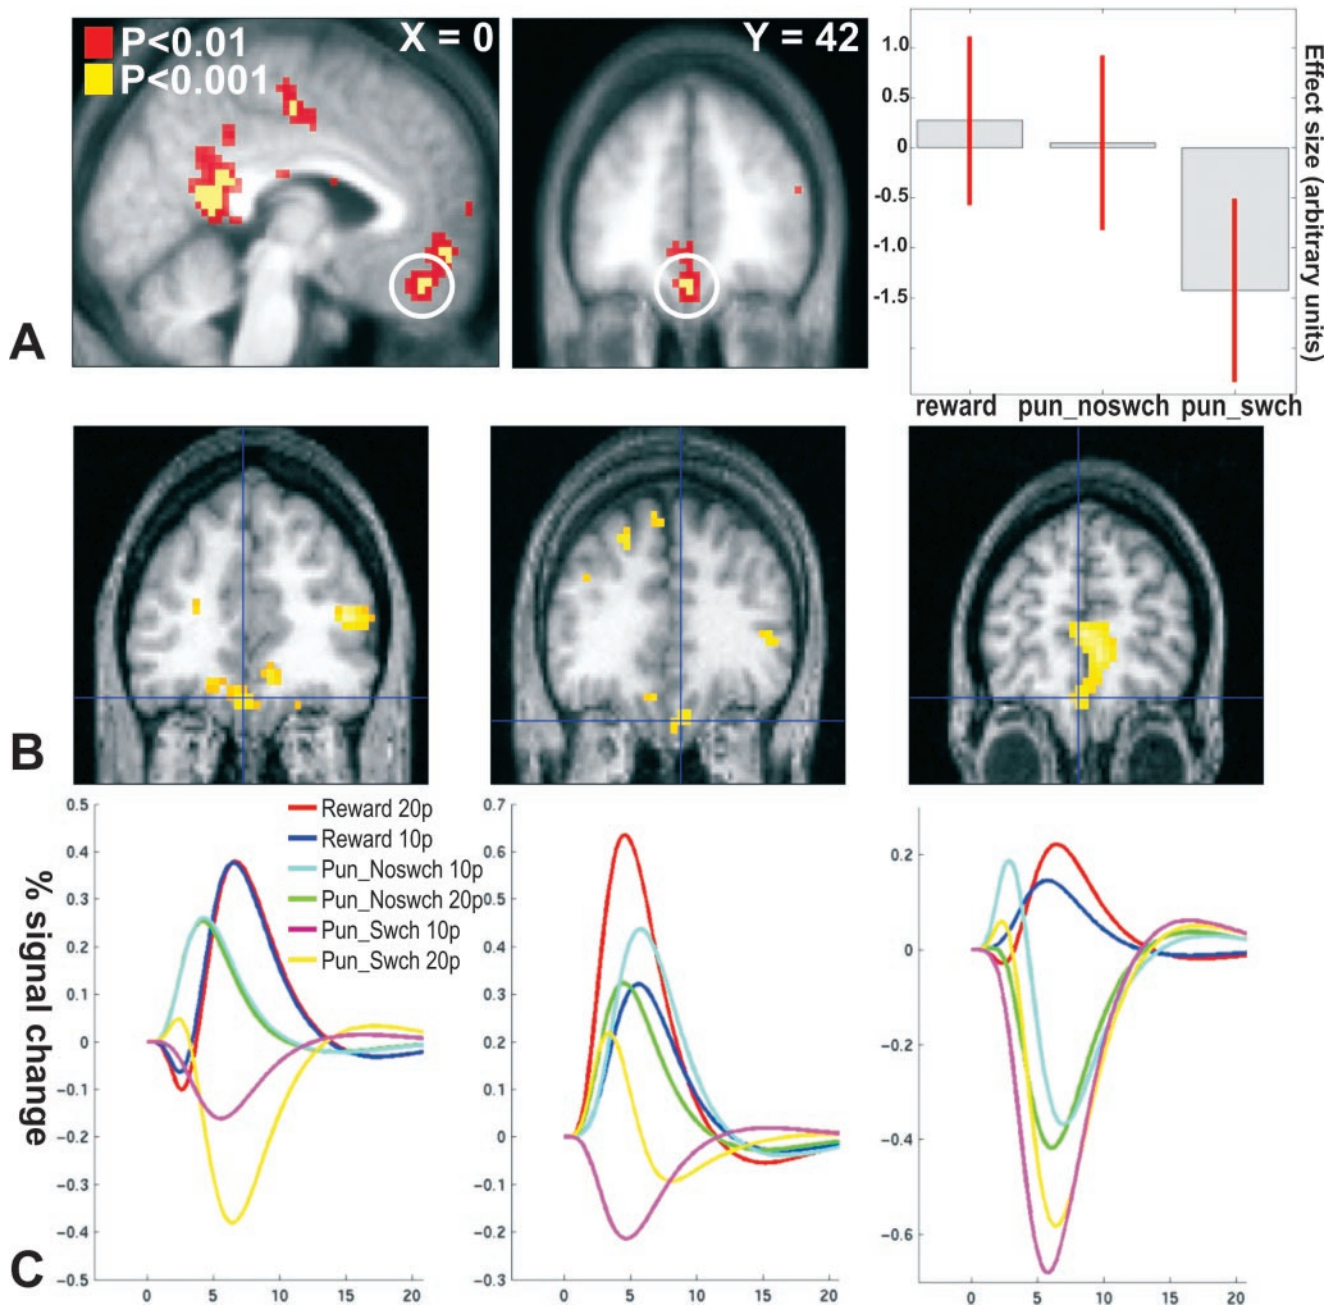 P<0.01
P<0.001
X = 0
Y = 42
1.0
0.5
0
-0.5
-1.0
-1.5
Effect size (arbitrary units)
reward pun_noswch pun_swch
A
B
% signal change
0.5
0.4
0.3
0.2
0.1
0
-0.1
-0.2
-0.3
-0.4
-0.5
0 5 10 15 20
Reward 20p
Reward 10p
Pun_Noswch 10p
Pun_Noswch 20p
Pun_Swch 10p
Pun_Swch 20p
0.7
0.6
0.5
0.4
0.3
0.2
0.1
0
-0.1
-0.2
-0.3
0 5 10 15 20
0.2
0
-0.2
-0.4
-0.6
0 5 10 15 20
C